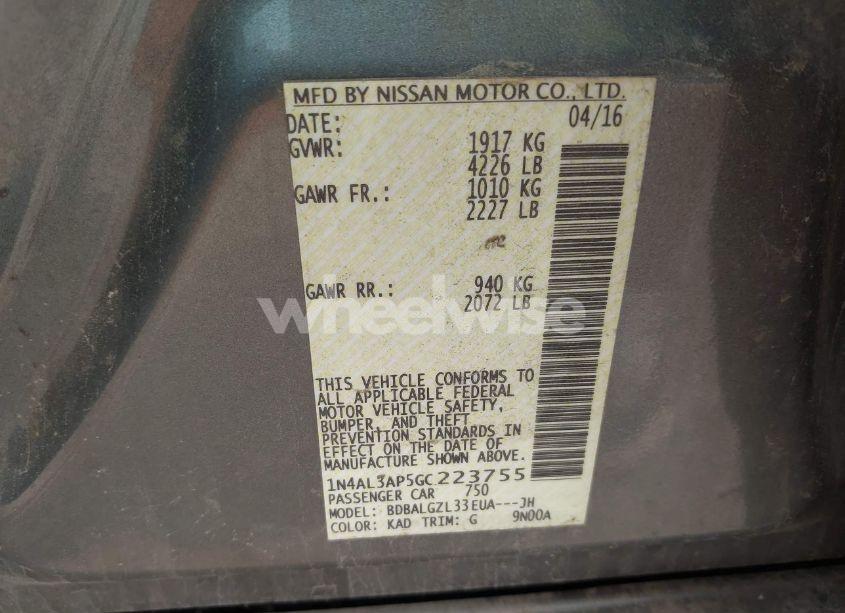 MFD BY NISSAN MOTOR CO., LTD.
DATE: 04/16
GVWR: 1917 KG
4226 LB
GAWR FR.: 1010 KG
2227 LB
GAWR RR.: 940 KG
2072 LB
wheelwise
THIS VEHICLE CONFORMS TO
ALL APPLICABLE FEDERAL
MOTOR VEHICLE SAFETY,
BUMPER, AND THEFT
PREVENTION STANDARDS IN
EFFECT ON THE DATE OF
MANUFACTURE SHOWN ABOVE.
1N4AL3AP5GC223755
PASSENGER CAR 750
MODEL: BDBALGZL33EUA---JH
COLOR: KAD TRIM: G 9N00A